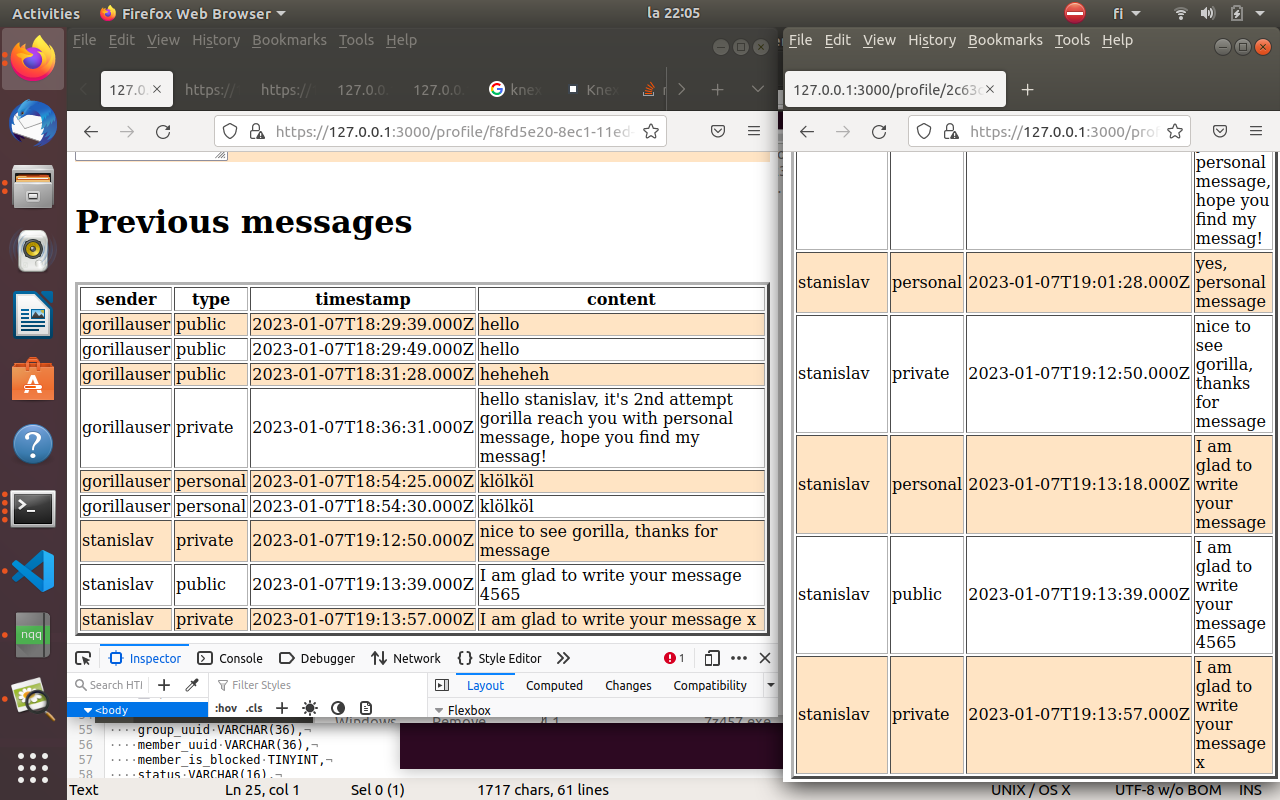 Activities
Firefox Web Browser
la 22:05
fi
File Edit View History Bookmarks Tools Help
127.0.
https://
https://
127.0.
127.0.
knex
Knex
https://127.0.0.1:3000/profile/f8fd5e20-8ec1-11ed-
Previous messages
sender type timestamp content
gorillauser public 2023-01-07T18:29:39.000Z hello
gorillauser public 2023-01-07T18:29:49.000Z hello
gorillauser public 2023-01-07T18:31:28.000Z heheheh
gorillauser private 2023-01-07T18:36:31.000Z hello stanislav, it's 2nd attempt
gorilla reach you with personal
message, hope you find my
messag!
gorillauser personal 2023-01-07T18:54:25.000Z klölköl
gorillauser personal 2023-01-07T18:54:30.000Z klölköl
stanislav private 2023-01-07T19:12:50.000Z nice to see gorilla, thanks for
message
stanislav public 2023-01-07T19:13:39.000Z I am glad to write your message
4565
stanislav private 2023-01-07T19:13:57.000Z I am glad to write your message x
Inspector Console Debugger Network Style Editor 1
Search HTI
Filter Styles
Layout Computed Changes Compatibility
<body
:hov .cls
Flexbox
Windows Remove 4.1 7z457.exe
55 ····group_uuid·VARCHAR(36),¬
56 ····member_uuid·VARCHAR(36),¬
57 ····member_is_blocked·TINYINT,¬
58 ····status·VARCHAR(16),¬
Text Ln 25, col 1 Sel 0 (1) 1717 chars, 61 lines UNIX / OS X UTF-8 w/o BOM INS
nqq
File Edit View History Bookmarks Tools Help
127.0.0.1:3000/profile/2c63c
https://127.0.0.1:3000/prof
personal
message,
hope you
find my
messag!
stanislav personal 2023-01-07T19:01:28.000Z yes,
personal
message
stanislav private 2023-01-07T19:12:50.000Z nice to
see
gorilla,
thanks
for
message
stanislav personal 2023-01-07T19:13:18.000Z I am
glad to
write
your
message
stanislav public 2023-01-07T19:13:39.000Z I am
glad to
write
your
message
4565
stanislav private 2023-01-07T19:13:57.000Z I am
glad to
write
your
message
x